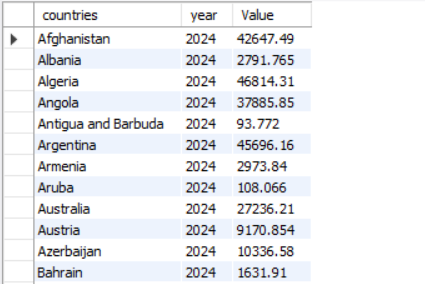 countries year Value
Afghanistan 2024 42647.49
Albania 2024 2791.765
Algeria 2024 46814.31
Angola 2024 37885.85
Antigua and Barbuda 2024 93.772
Argentina 2024 45696.16
Armenia 2024 2973.84
Aruba 2024 108.066
Australia 2024 27236.21
Austria 2024 9170.854
Azerbaijan 2024 10336.58
Bahrain 2024 1631.91